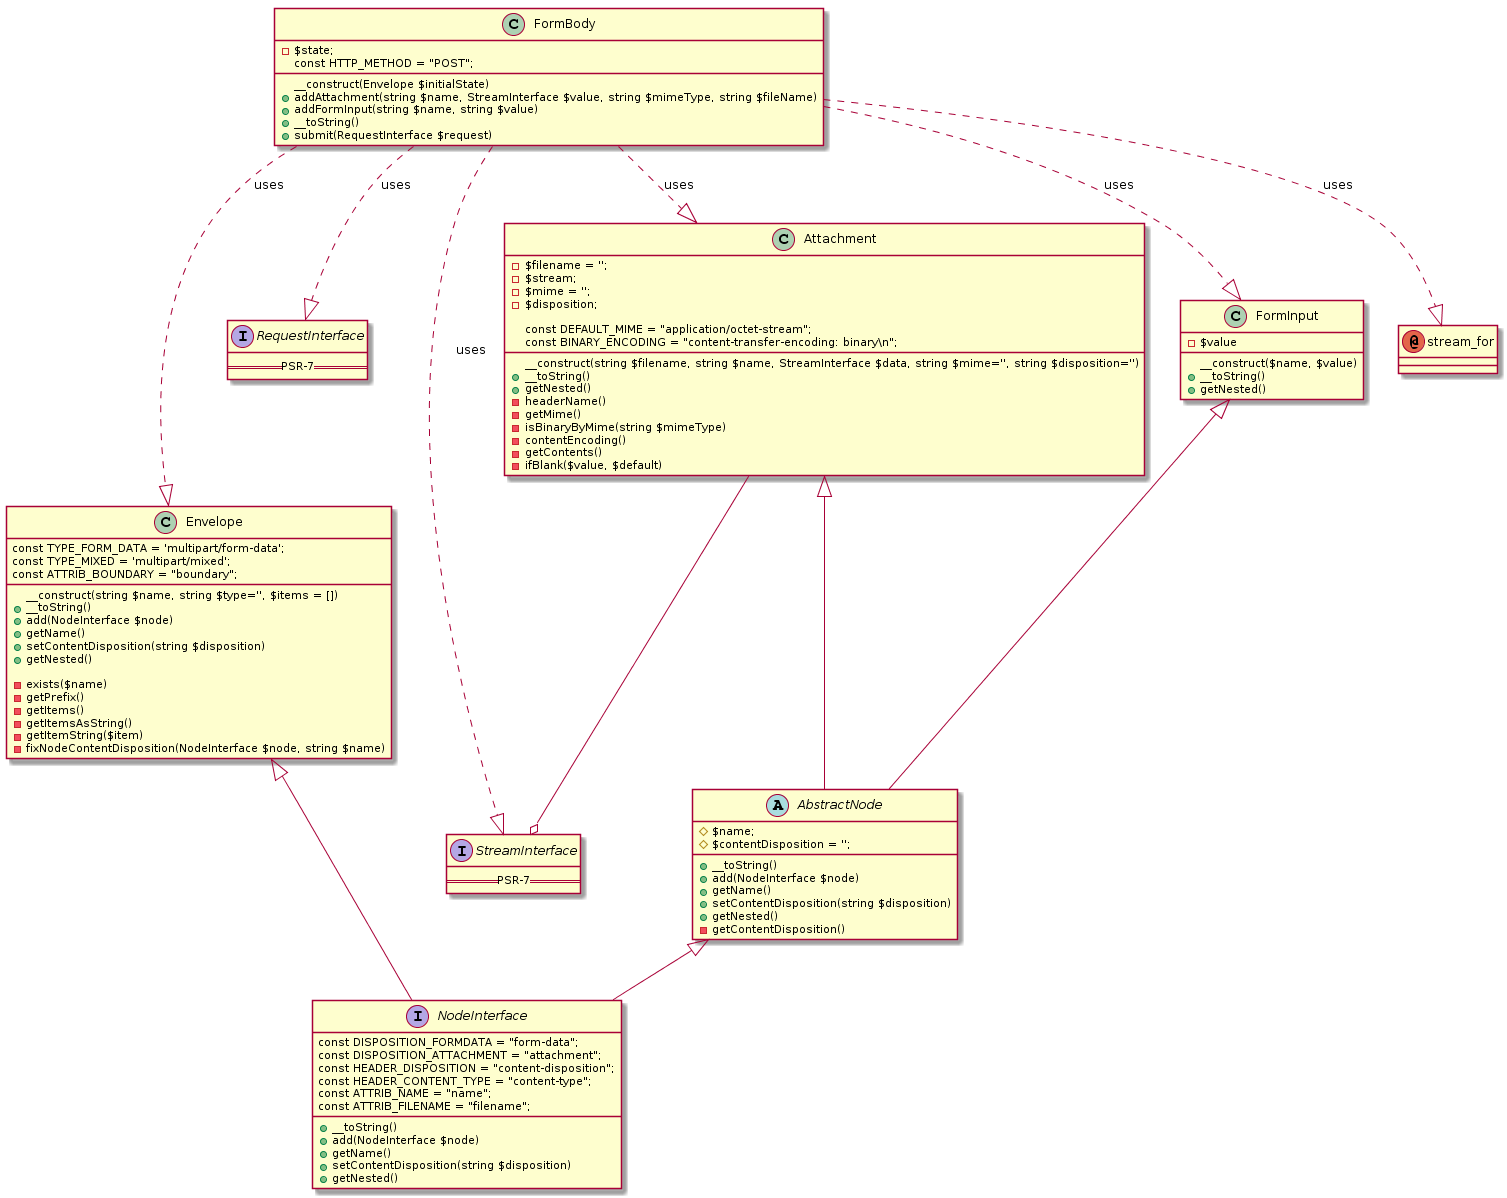 C FormBody
$state;
const HTTP_METHOD = "POST";
__construct(Envelope $initialState)
addAttachment(string $name, StreamInterface $value, string $mimeType, string $fileName)
addFormInput(string $name, string $value)
__toString()
submit(RequestInterface $request)
uses
uses
uses
uses
uses
C Attachment
$filename = '';
$stream;
$mime = '';
$disposition;
const DEFAULT_MIME = "application/octet-stream";
const BINARY_ENCODING = "content-transfer-encoding: binary\n";
__construct(string $filename, string $name, StreamInterface $data, string $mime='', string $disposition='')
__toString()
getNested()
headerName()
getMime()
isBinaryByMime(string $mimeType)
contentEncoding()
getContents()
ifBlank($value, $default)
I RequestInterface
PSR-7
uses
C FormInput
$value
__construct($name, $value)
__toString()
getNested()
@ stream_for
C Envelope
const TYPE_FORM_DATA = 'multipart/form-data';
const TYPE_MIXED = 'multipart/mixed';
const ATTRIB_BOUNDARY = "boundary";
__construct(string $name, string $type='', $items = [])
__toString()
add(NodeInterface $node)
getName()
setContentDisposition(string $disposition)
getNested()
exists($name)
getPrefix()
getItems()
getItemsAsString()
getItemString($item)
fixNodeContentDisposition(NodeInterface $node, string $name)
I StreamInterface
PSR-7
A AbstractNode
$name;
$contentDisposition = '';
__toString()
add(NodeInterface $node)
getName()
setContentDisposition(string $disposition)
getNested()
getContentDisposition()
I NodeInterface
const DISPOSITION_FORMDATA = "form-data";
const DISPOSITION_ATTACHMENT = "attachment";
const HEADER_DISPOSITION = "content-disposition";
const HEADER_CONTENT_TYPE = "content-type";
const ATTRIB_NAME = "name";
const ATTRIB_FILENAME = "filename";
__toString()
add(NodeInterface $node)
getName()
setContentDisposition(string $disposition)
getNested()